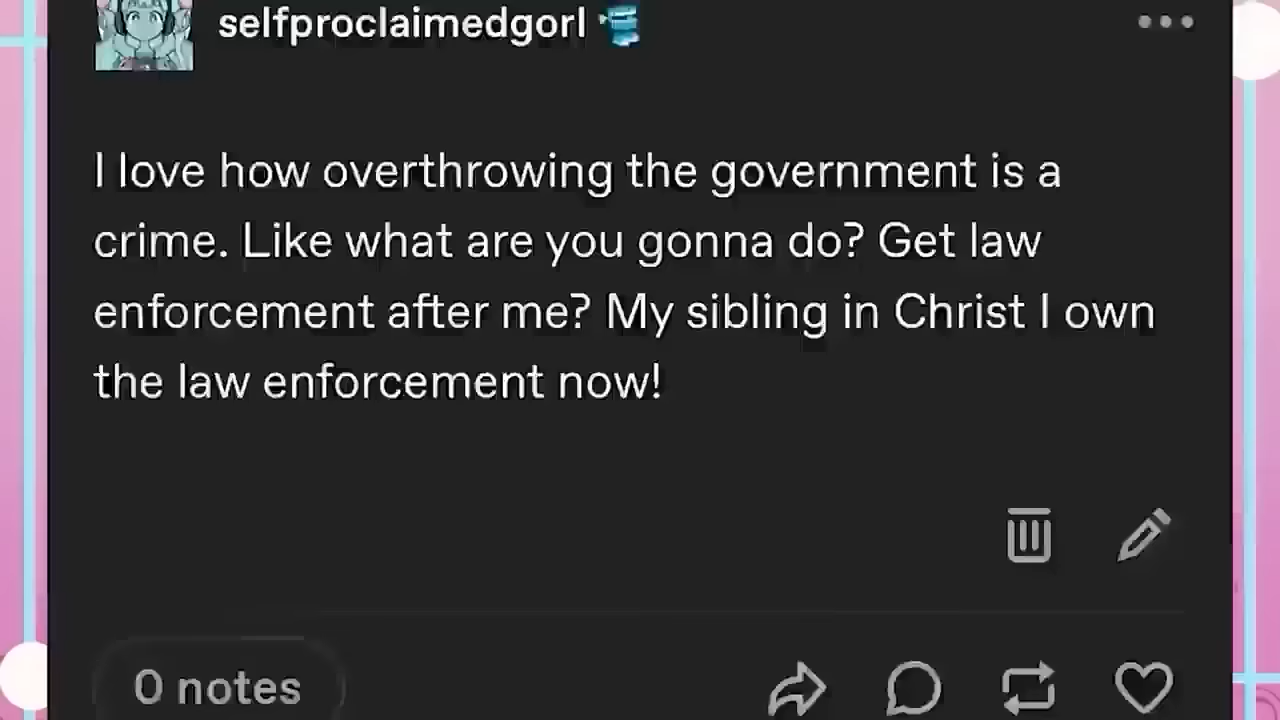 selfproclaimedgorl
I love how overthrowing the government is a
crime. Like what are you gonna do? Get law
enforcement after me? My sibling in Christ I own
the law enforcement now!
0 notes